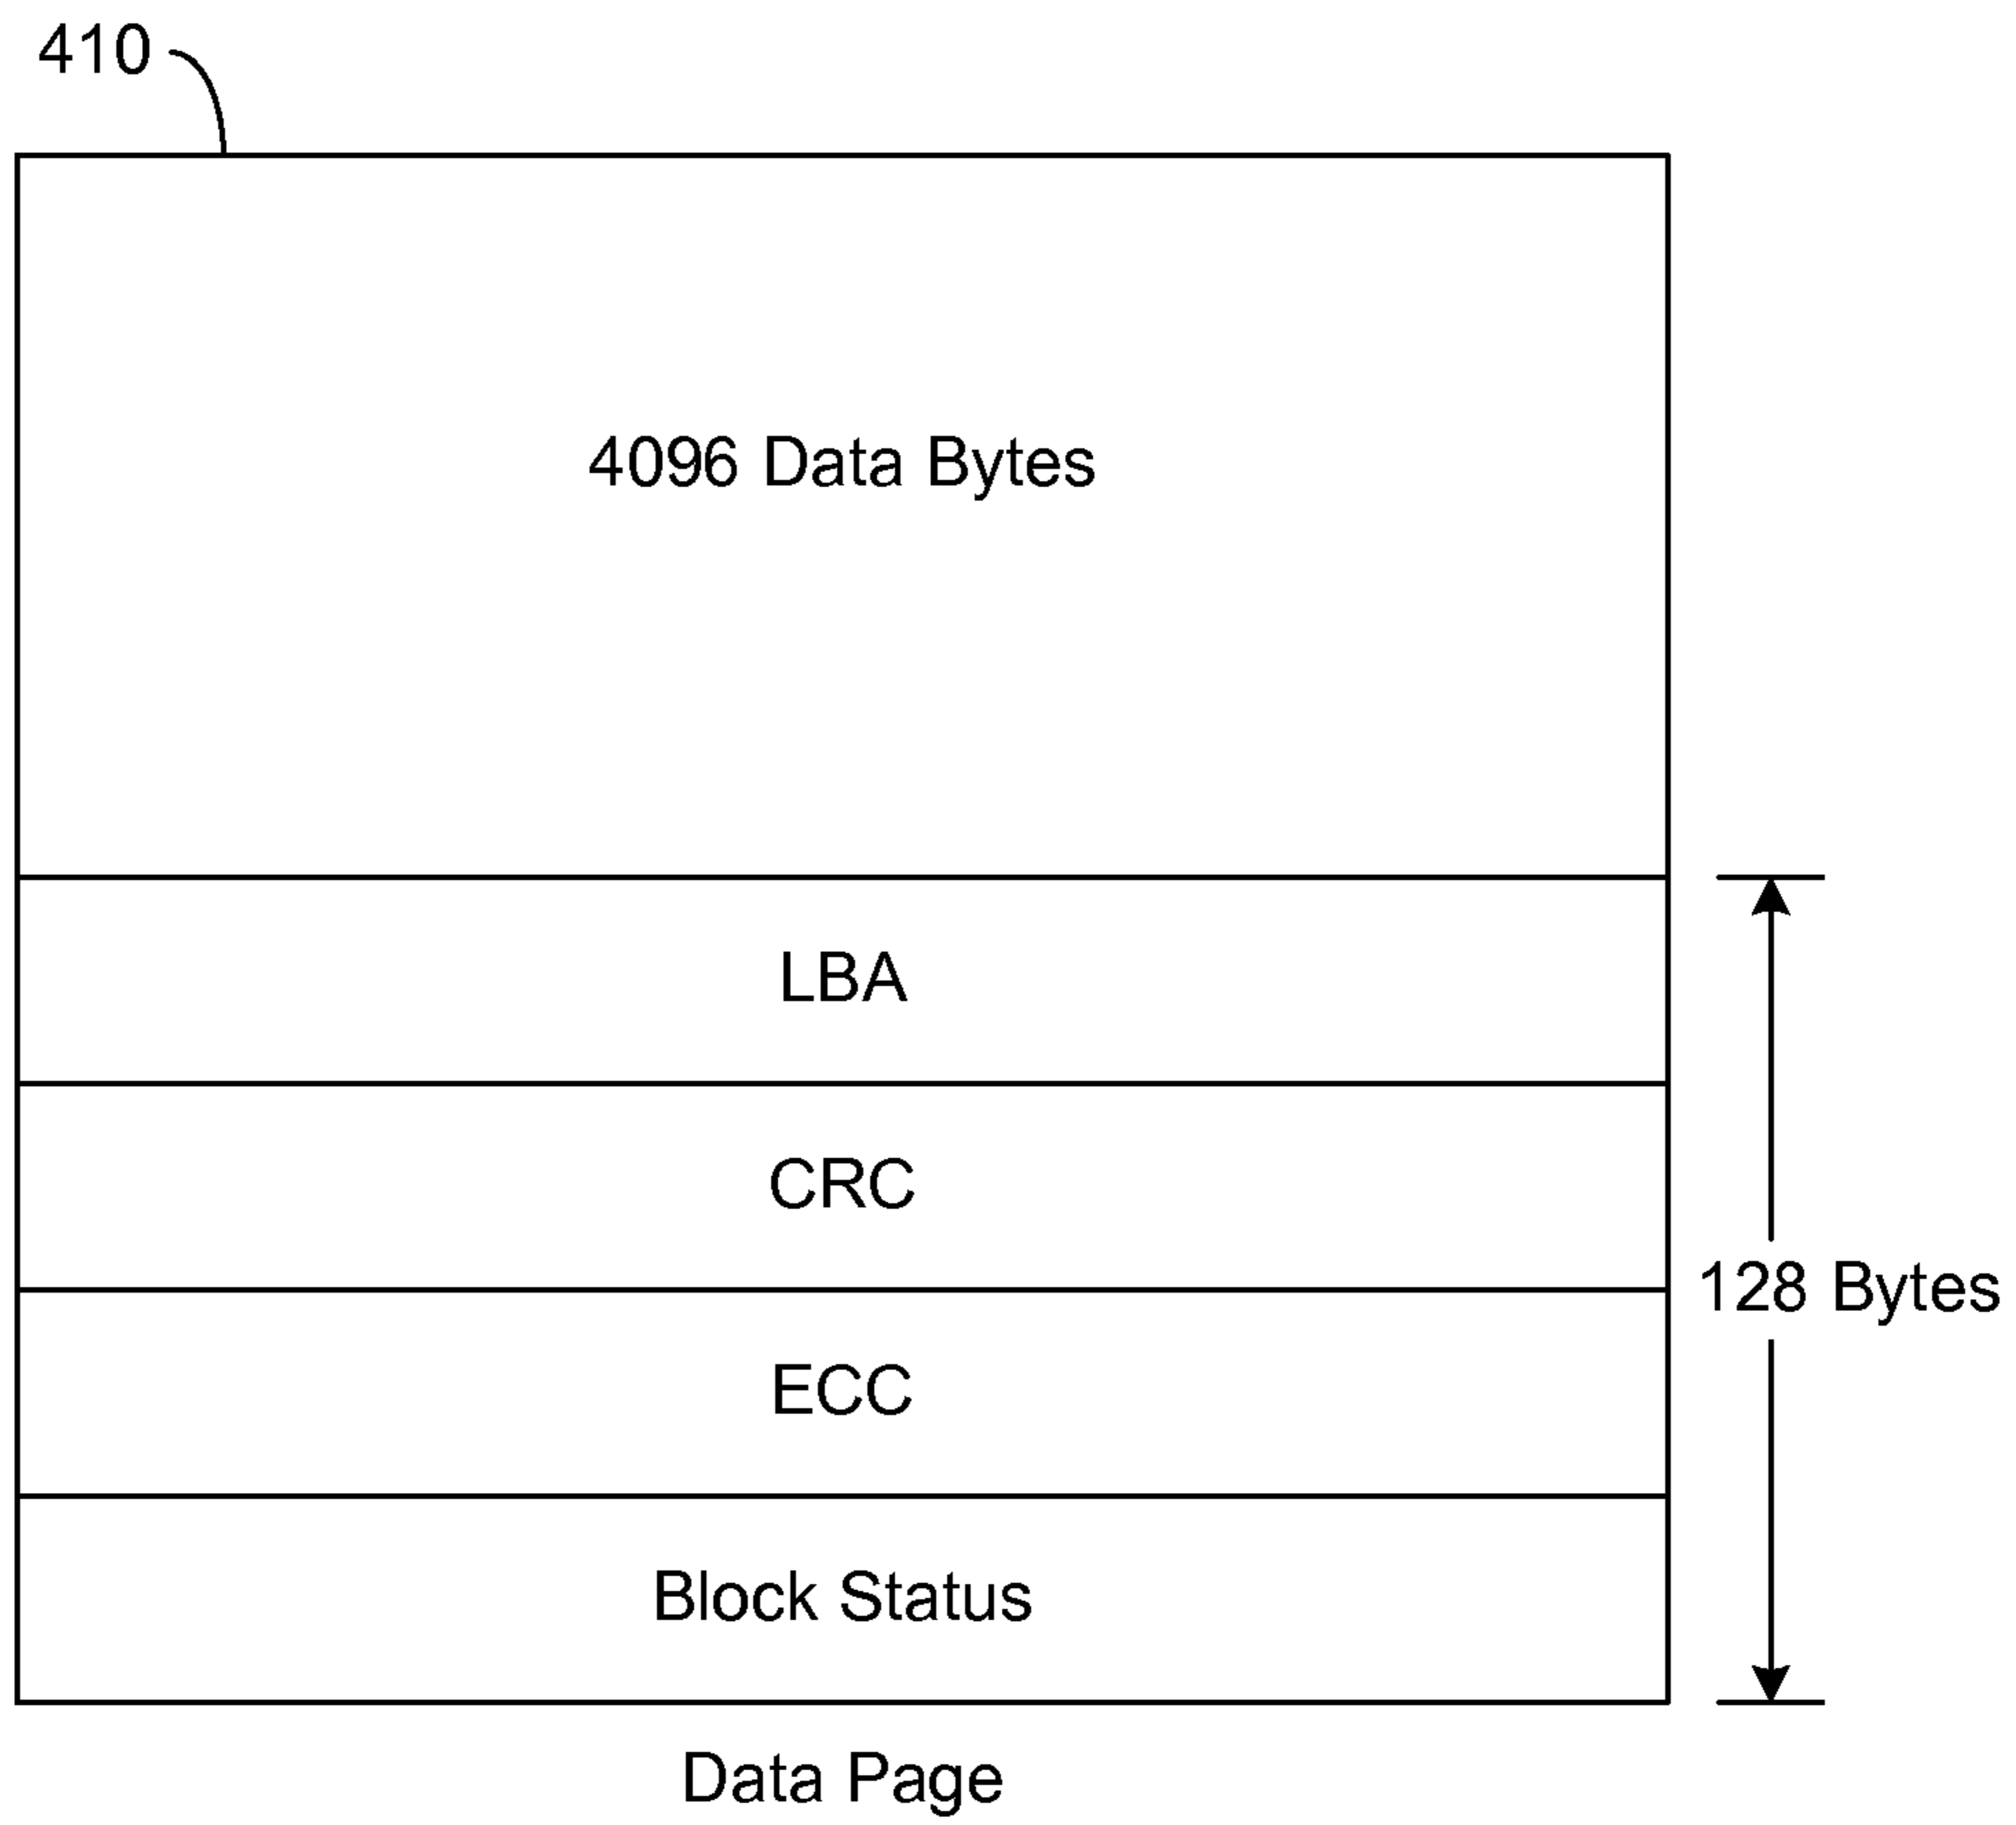 410
4096 Data Bytes
LBA
CRC
ECC
128 Bytes
Block Status
Data Page